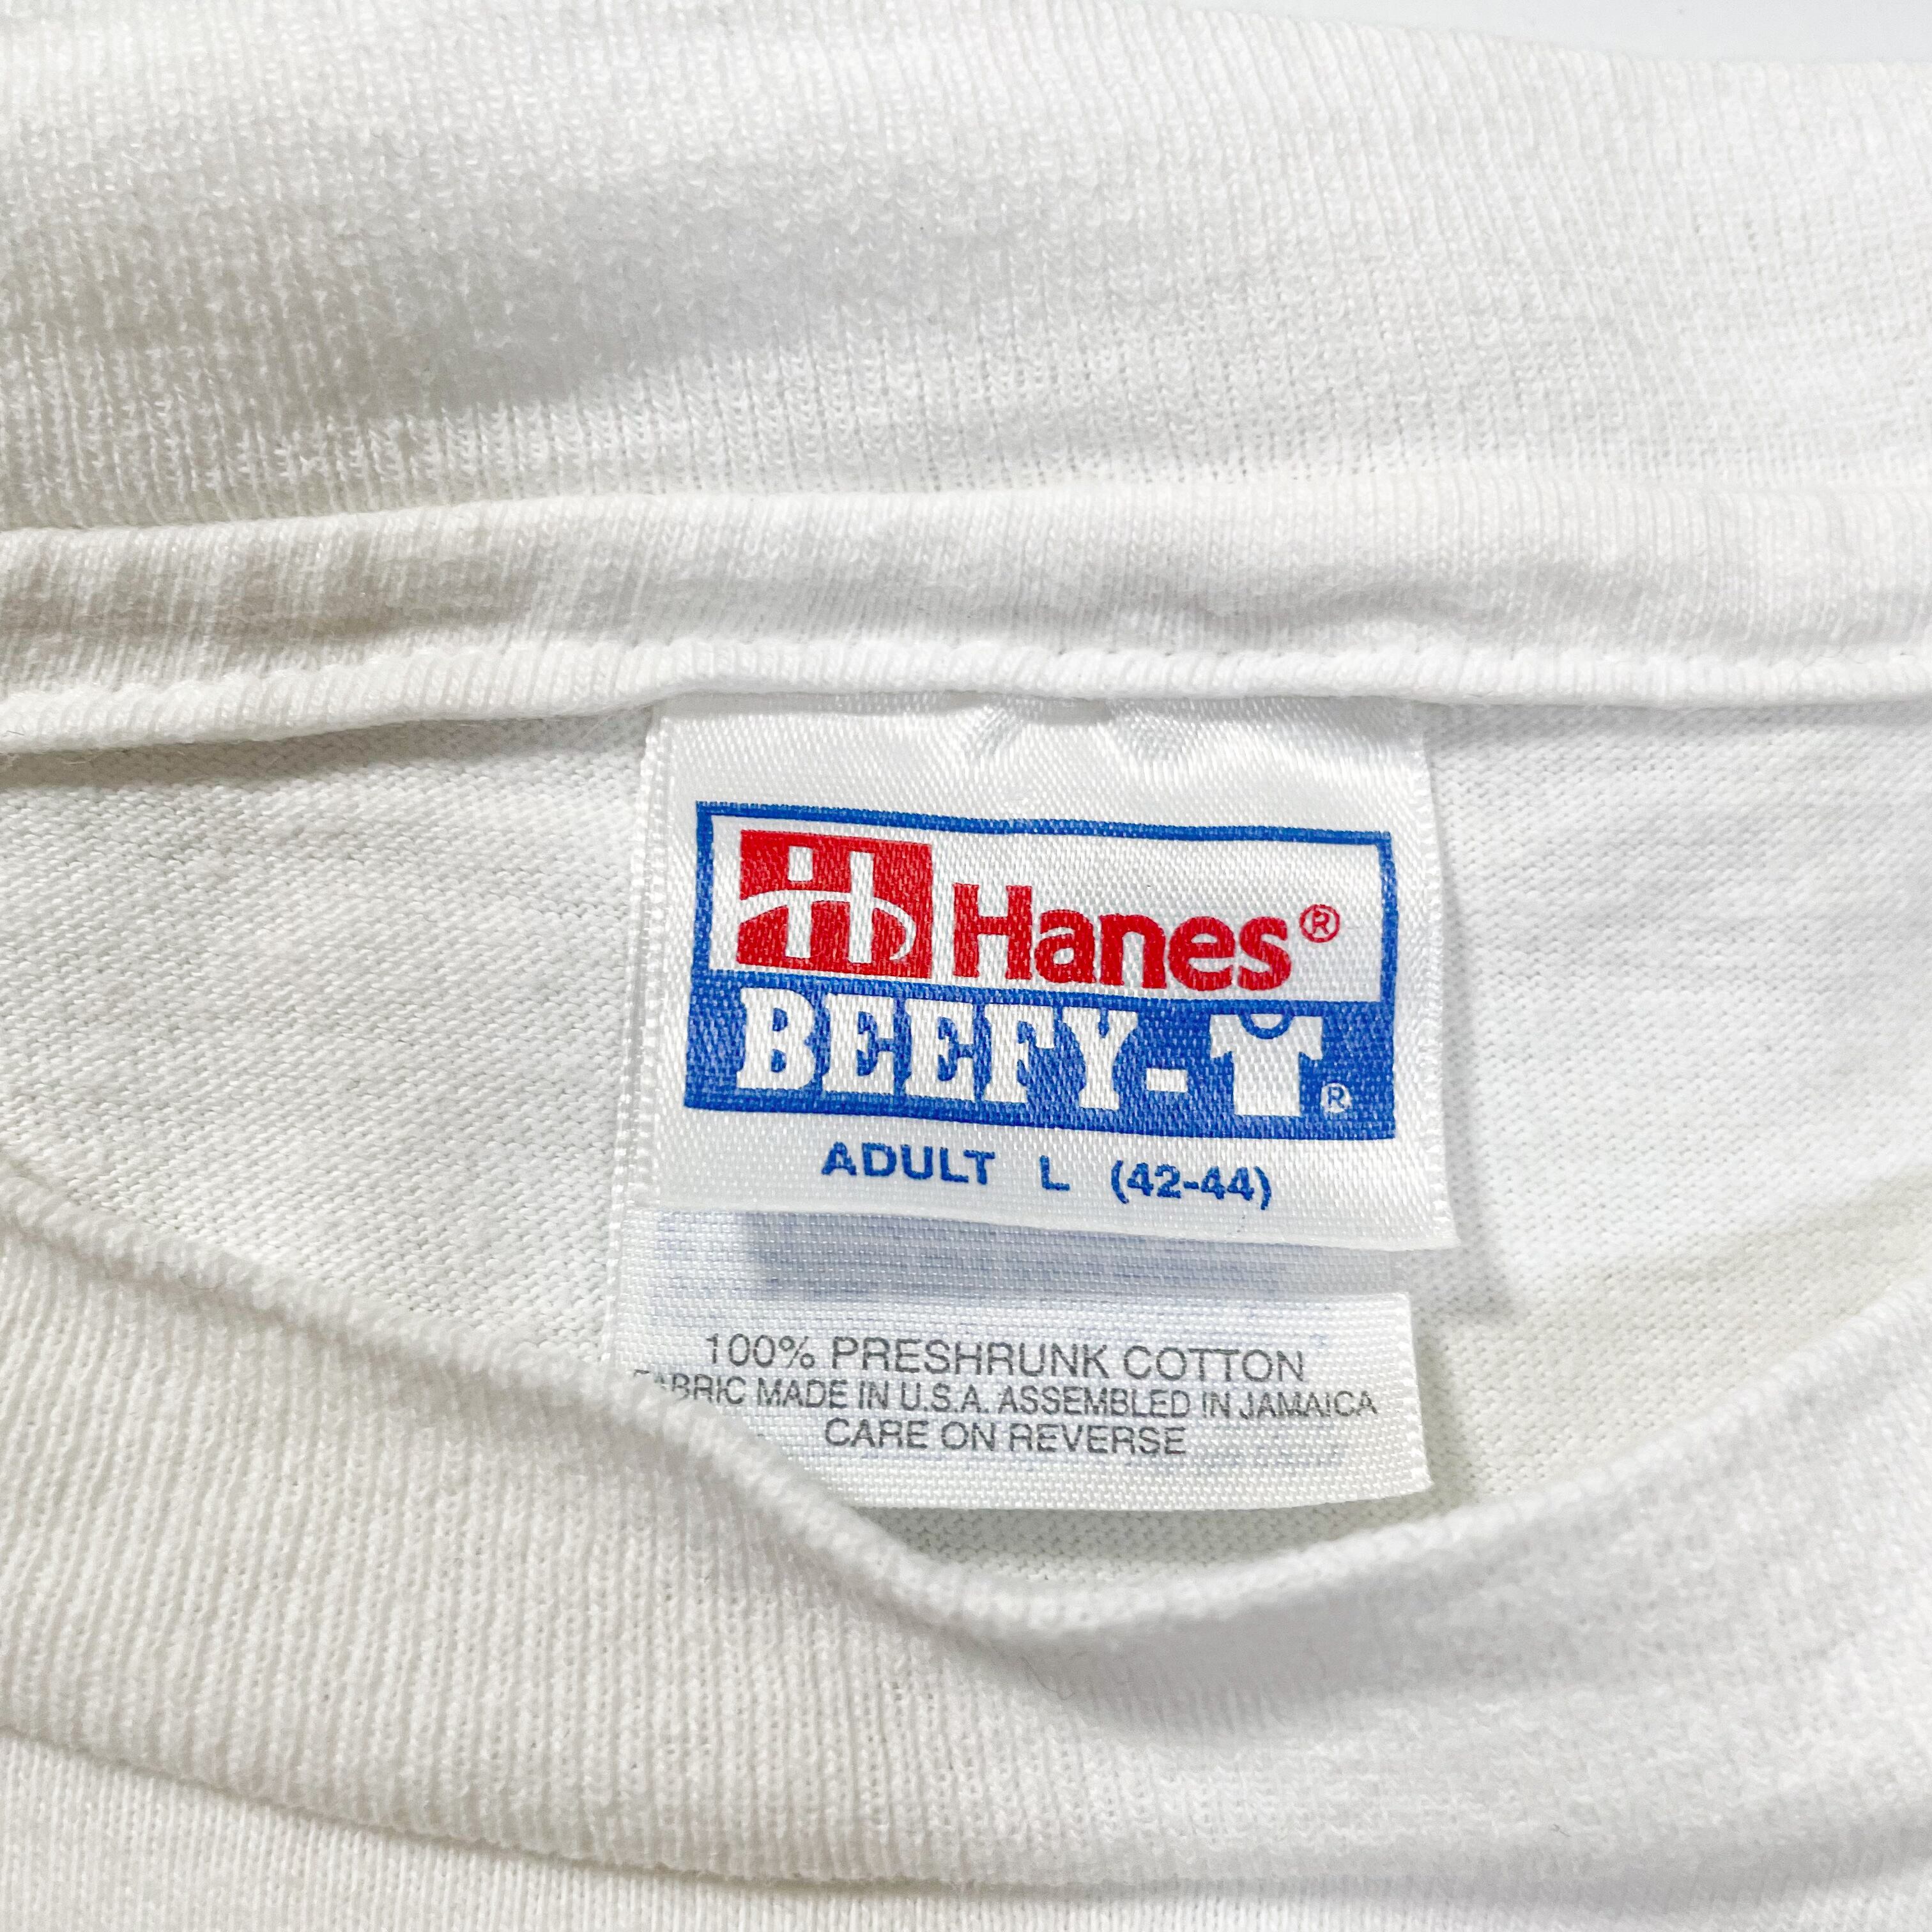 Hanes®
BEEFY-T®
ADULT L (42-44)
100% PRESHRUNK COTTON
FABRIC MADE IN U.S.A. ASSEMBLED IN JAMAICA
CARE ON REVERSE